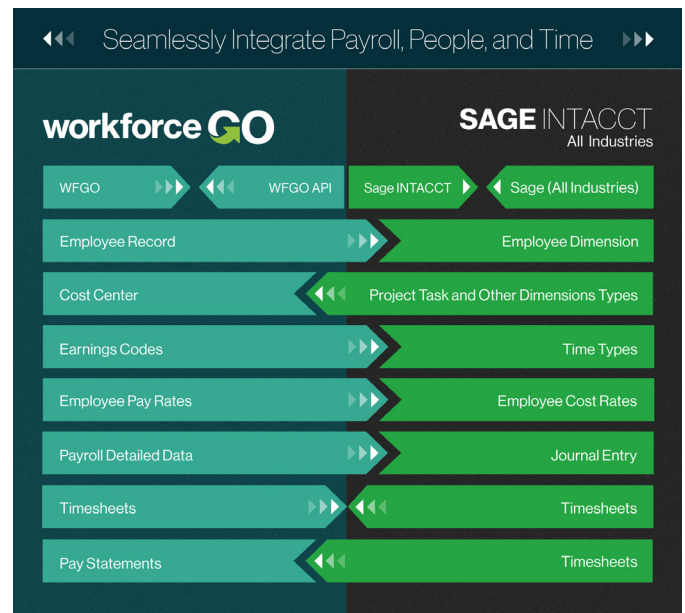 Seamlessly Integrate Payroll, People, and Time
workforce GO
SAGE INTACCT
All Industries
WFGO
WFGO API
Sage INTACCT
Sage (All Industries)
Employee Record
Employee Dimension
Cost Center
Project Task and Other Dimensions Types
Earnings Codes
Time Types
Employee Pay Rates
Employee Cost Rates
Payroll Detailed Data
Journal Entry
Timesheets
Timesheets
Pay Statements
Timesheets